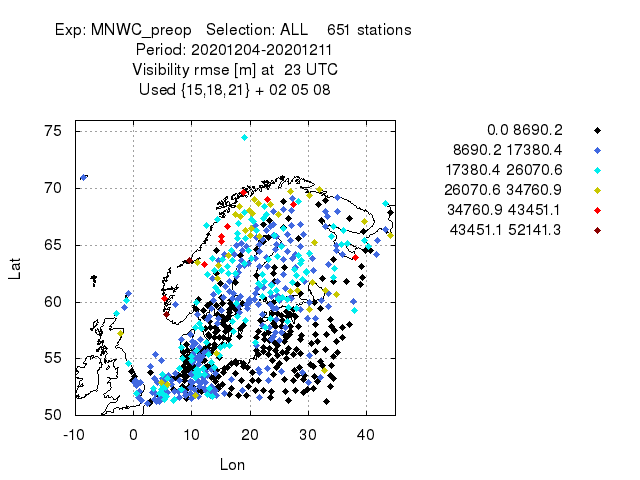 Exp: MNWC_preop   Selection: ALL    651 stations
Period: 20201204-20201211
Visibility rmse [m] at  23 UTC
Used {15,18,21} + 02 05 08
0.0 8690.2
8690.2 17380.4
17380.4 26070.6
26070.6 34760.9
34760.9 43451.1
43451.1 52141.3
Lat
75
70
65
60
55
50
-10 0 10 20 30 40
Lon